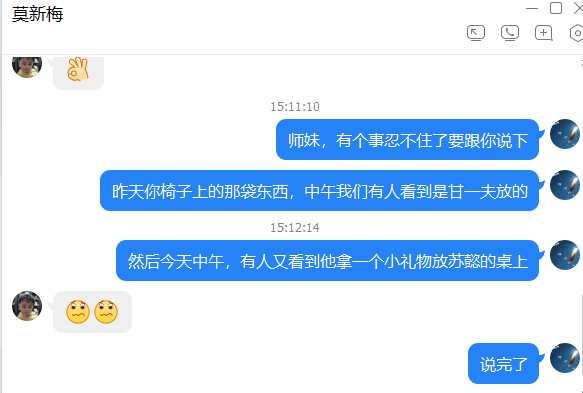 莫新梅
15:11:10
师妹，有个事忍不住了要跟你说下
昨天你椅子上的那袋东西，中午我们有人看到是甘一夫放的
15:12:14
然后今天中午，有人又看到他拿一个小礼物放苏懿的桌上
说完了